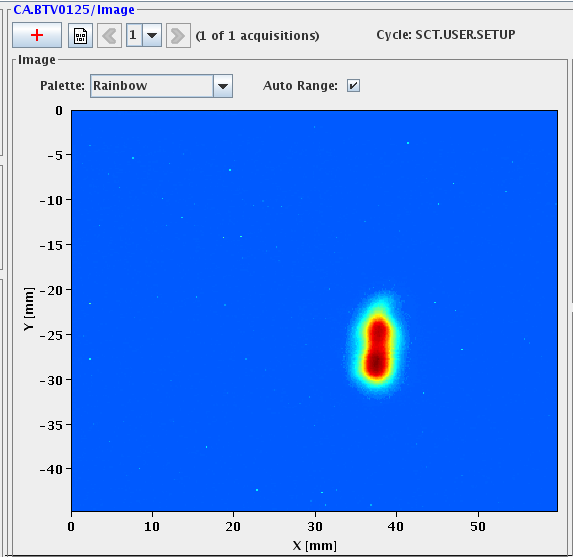 CA.BTV0125/Image
1
(1 of 1 acquisitions)
Cycle: SCT.USER.SETUP
Image
Palette:
Rainbow
Auto Range:
0
-5
-10
-15
-20
-25
-30
-35
-40
Y [mm]
0
10
20
30
40
50
X [mm]